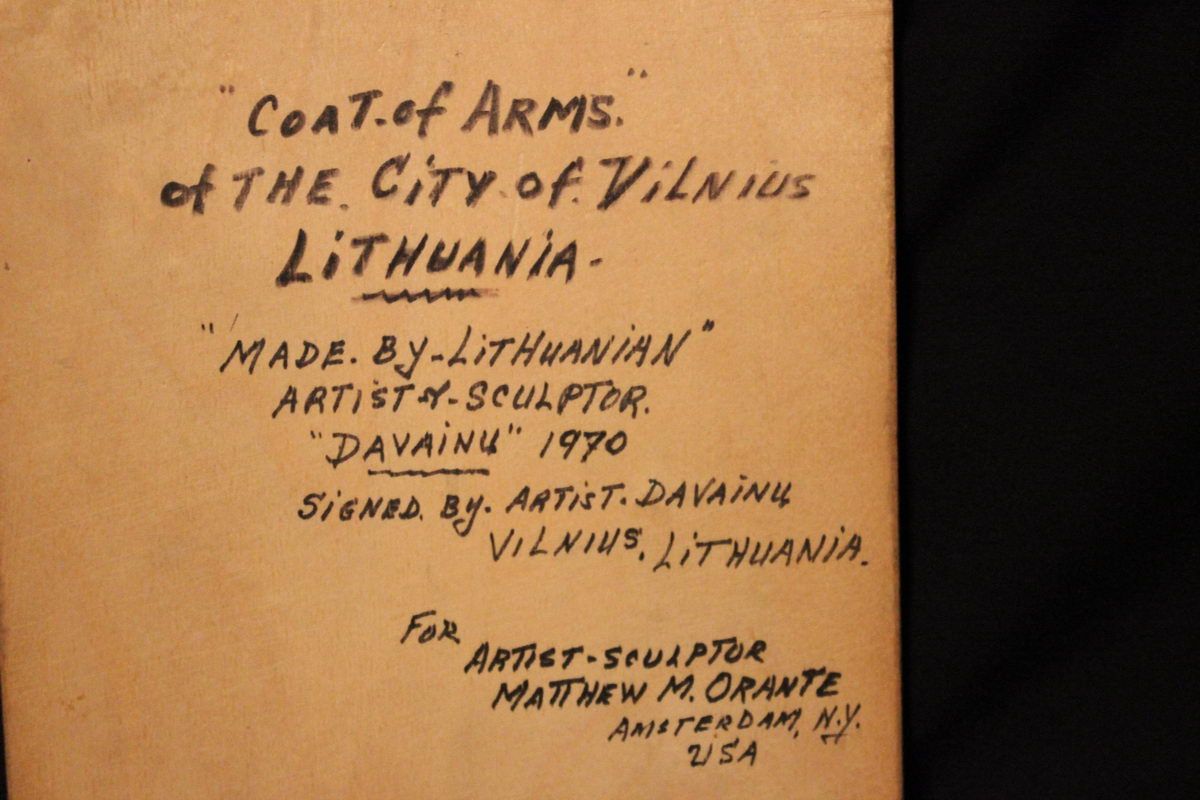 "COAT. of ARMS."
of THE. CiTY of. ViLNiUS
LiTHUANiA-
"MADE. By-LiTHUANiAN"
ARTiST &-SCULPTOR.
"DAVAiNU" 1970
SiGNED. By. ARTiST. DAVAiNU
ViLNiUS. LiTHUANiA.
FOR
ARTiST-SCULPTOR
MATTHEW M. ORANTE
AMSTERDAM, N.Y.
USA